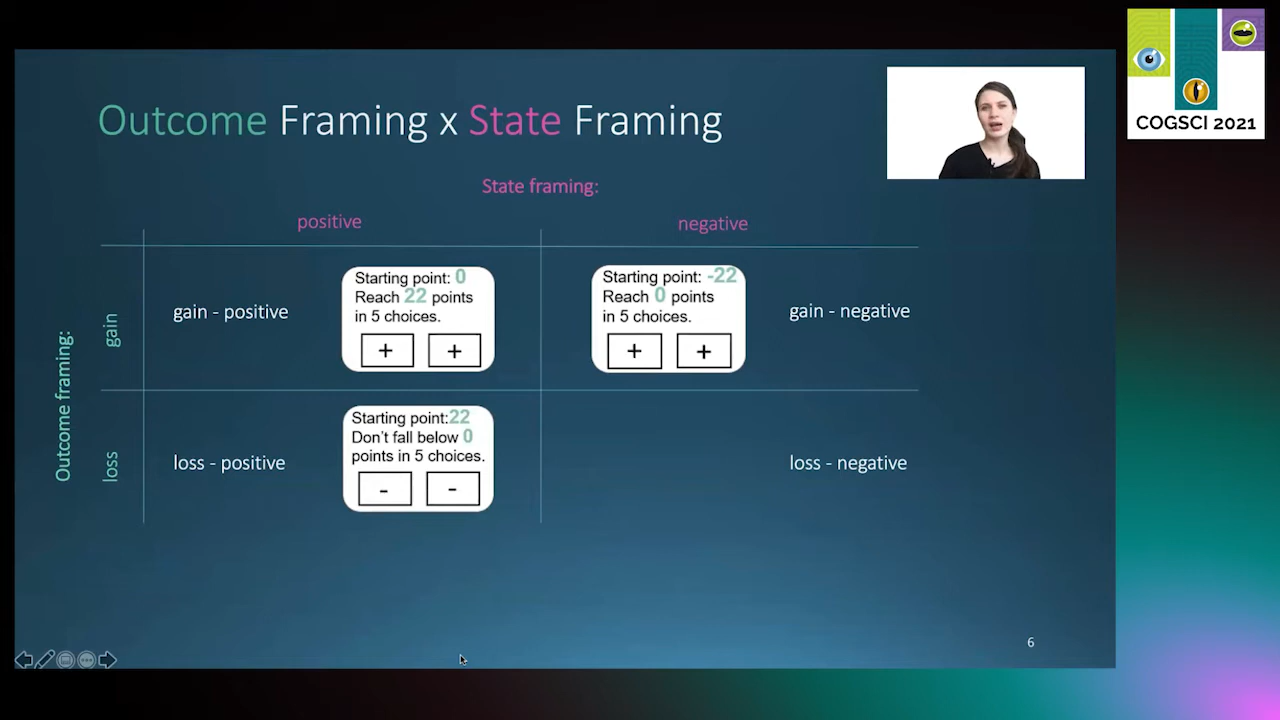 Outcome Framing x State Framing
COGSCI 2021
State framing:
positive
negative
Outcome framing:
gain
gain - positive
Starting point: 0
Reach 22 points
in 5 choices.
+ +
Starting point: -22
Reach 0 points
in 5 choices.
+ +
gain - negative
loss
loss - positive
Starting point:22
Don't fall below 0
points in 5 choices.
- -
loss - negative
6